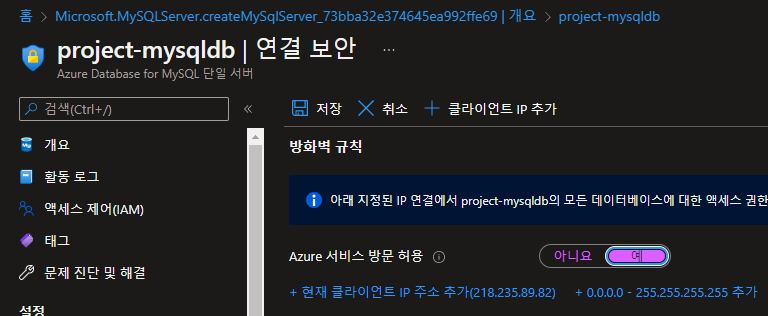 홈 > Microsoft.MySQLServer.createMySqlServer_73bba32e374645ea992ffe69 | 개요 > project-mysqldb
project-mysqldb | 연결 보안 ...
Azure Database for MySQL 단일 서버
검색(Ctrl+/) «
개요
활동 로그
액세스 제어(IAM)
태그
문제 진단 및 해결
설정
저장 취소 클라이언트 IP 추가
방화벽 규칙
아래 지정된 IP 연결에서 project-mysqldb의 모든 데이터베이스에 대한 액세스 권한
Azure 서비스 방문 허용 아니요 예
+ 현재 클라이언트 IP 주소 추가(218.235.89.82) + 0.0.0.0 - 255.255.255.255 추가